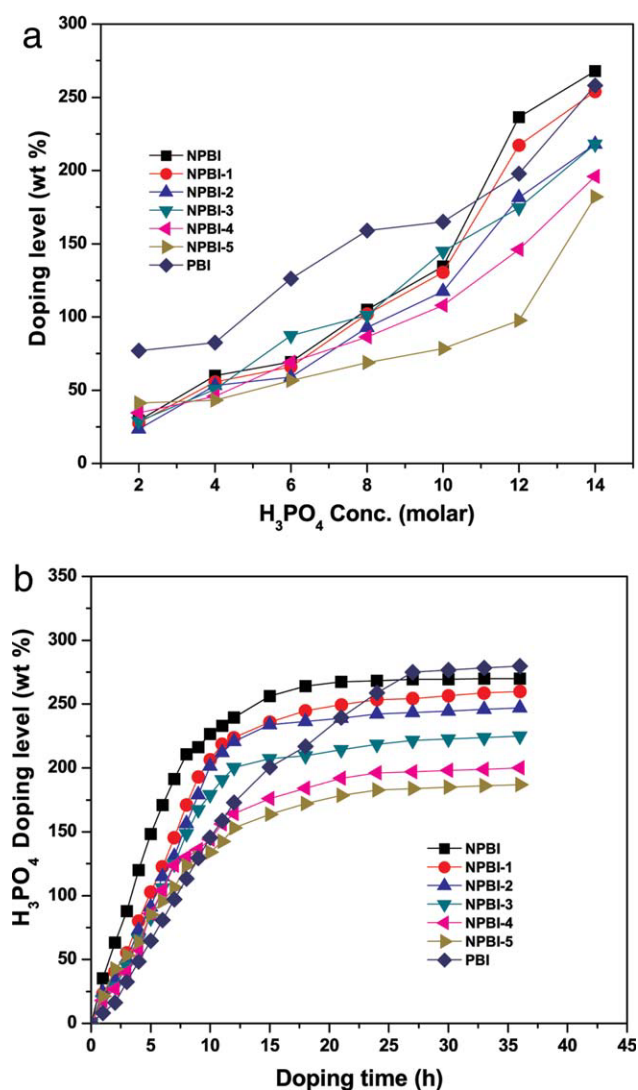 a
300
250
200
150
100
50
0
Doping level (wt %)
NPBI
NPBI-1
NPBI-2
NPBI-3
NPBI-4
NPBI-5
PBI
2 4 6 8 10 12 14
H₃PO₄ Conc. (molar)
b
350
300
250
200
150
100
50
0
H₃PO₄ Doping level (wt %)
NPBI
NPBI-1
NPBI-2
NPBI-3
NPBI-4
NPBI-5
PBI
0 5 10 15 20 25 30 35 40 45
Doping time (h)